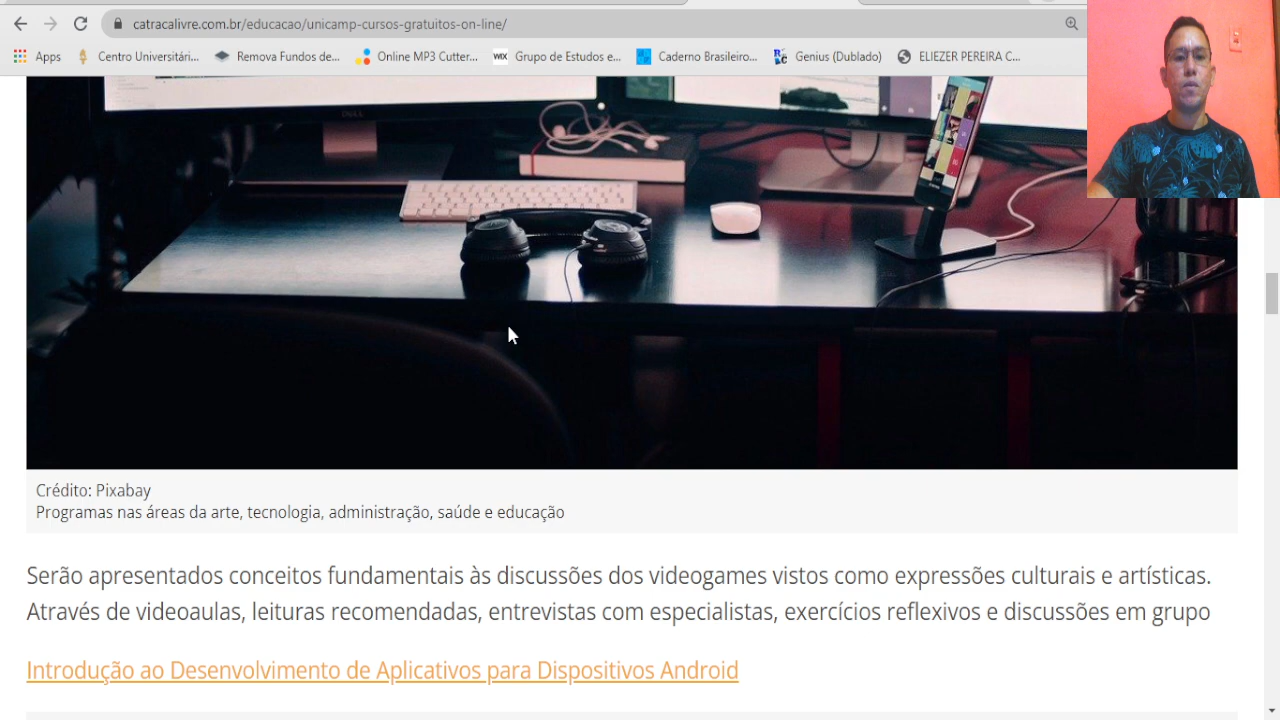 catracalivre.com.br/educacao/unicamp-cursos-gratuitos-on-line/
Apps Centro Universitári... Remova Fundos de... Online MP3 Cutter... WIX Grupo de Estudos e... Caderno Brasileiro... Genius (Dublado) ELIEZER PEREIRA C...
DELL
Crédito: Pixabay
Programas nas áreas da arte, tecnologia, administração, saúde e educação
Serão apresentados conceitos fundamentais às discussões dos videogames vistos como expressões culturais e artísticas.
Através de videoaulas, leituras recomendadas, entrevistas com especialistas, exercícios reflexivos e discussões em grupo
Introdução ao Desenvolvimento de Aplicativos para Dispositivos Android